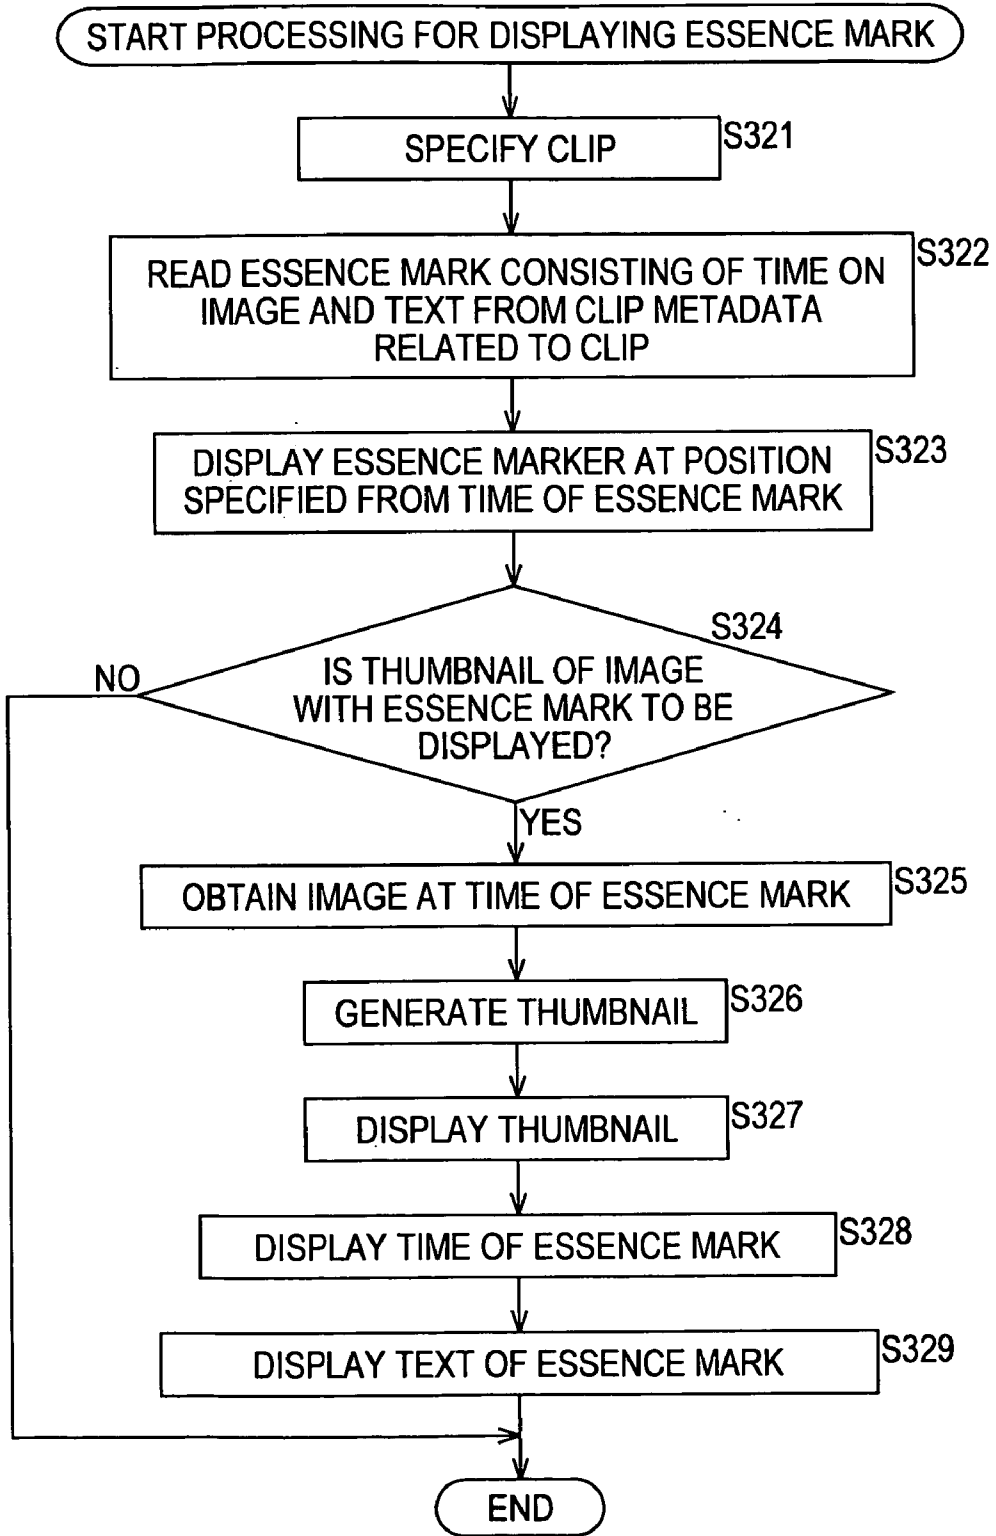 START PROCESSING FOR DISPLAYING ESSENCE MARK
SPECIFY CLIP
S321
READ ESSENCE MARK CONSISTING OF TIME ON
IMAGE AND TEXT FROM CLIP METADATA
RELATED TO CLIP
S322
DISPLAY ESSENCE MARKER AT POSITION
SPECIFIED FROM TIME OF ESSENCE MARK
S323
S324
IS THUMBNAIL OF IMAGE
WITH ESSENCE MARK TO BE
DISPLAYED?
NO
YES
OBTAIN IMAGE AT TIME OF ESSENCE MARK
S325
GENERATE THUMBNAIL
S326
DISPLAY THUMBNAIL
S327
DISPLAY TIME OF ESSENCE MARK
S328
DISPLAY TEXT OF ESSENCE MARK
S329
END